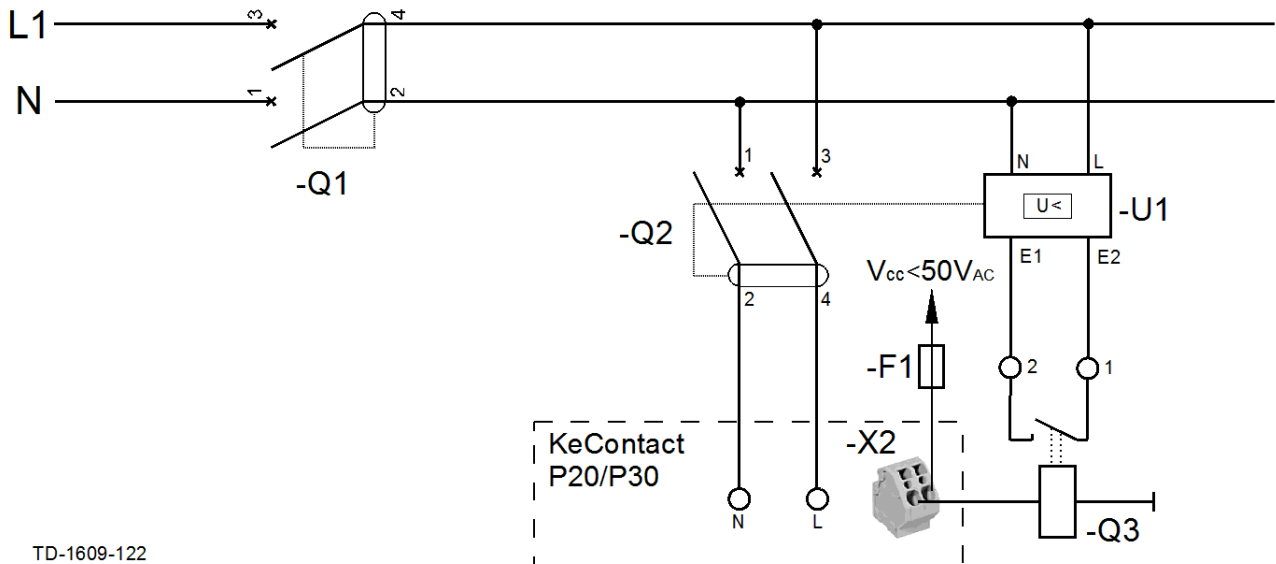 L1
3
4
N
1
2
-Q1
1
3
N
L
-Q2
U<
-U1
2
4
E1
E2
Vcc<50VAC
-F1
2
1
KeContact
P20/P30
-X2
N
L
-Q3
TD-1609-122